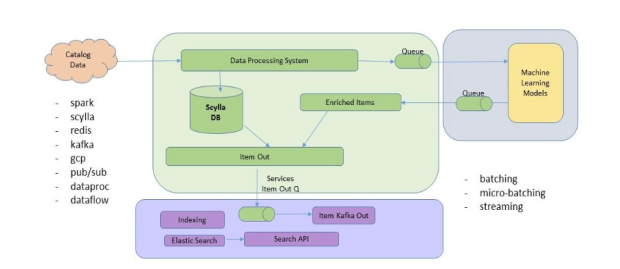 Catalog
Data
Data Processing System
Queue
Machine
Learning
Models
Queue
Scylla
DB
Enriched Items
Item Out
Services
Item Out Q
Indexing
Item Kafka Out
Elastic Search
Search API
- spark
- scylla
- redis
- kafka
- gcp
- pub/sub
- dataproc
- dataflow
- batching
- micro-batching
- streaming